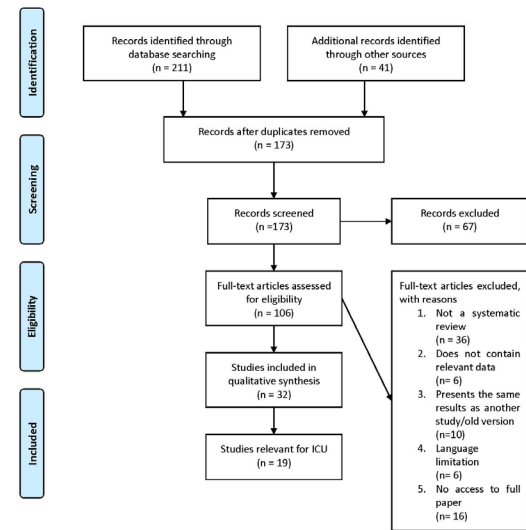 Identification
Records identified through
database searching
(n = 211)
Additional records identified
through other sources
(n = 41)
Records after duplicates removed
(n = 173)
Screening
Records screened
(n =173)
Records excluded
(n = 67)
Eligibility
Full-text articles assessed
for eligibility
(n = 106)
Full-text articles excluded,
with reasons
1. Not a systematic
review
(n = 36)
2. Does not contain
relevant data
(n= 6)
3. Presents the same
results as another
study/old version
(n=10)
4. Language
limitation
(n= 6)
5. No access to full
paper
(n= 16)
Studies included in
qualitative synthesis
(n = 32)
Included
Studies relevant for ICU
(n = 19)